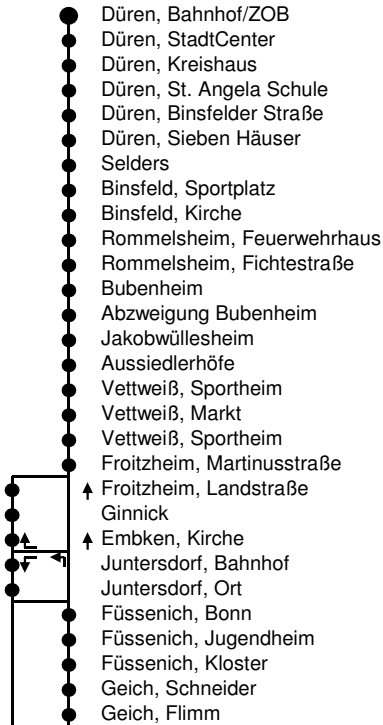 Düren, Bahnhof/ZOB
Düren, StadtCenter
Düren, Kreishaus
Düren, St. Angela Schule
Düren, Binsfelder Straße
Düren, Sieben Häuser
Selders
Binsfeld, Sportplatz
Binsfeld, Kirche
Rommelsheim, Feuerwehrhaus
Rommelsheim, Fichtestraße
Bubenheim
Abzweigung Bubenheim
Jakobwüllesheim
Aussiedlerhöfe
Vettweiß, Sportheim
Vettweiß, Markt
Vettweiß, Sportheim
Froitzheim, Martinusstraße
Froitzheim, Landstraße
Ginnick
Embken, Kirche
Juntersdorf, Bahnhof
Juntersdorf, Ort
Füssenich, Bonn
Füssenich, Jugendheim
Füssenich, Kloster
Geich, Schneider
Geich, Flimm